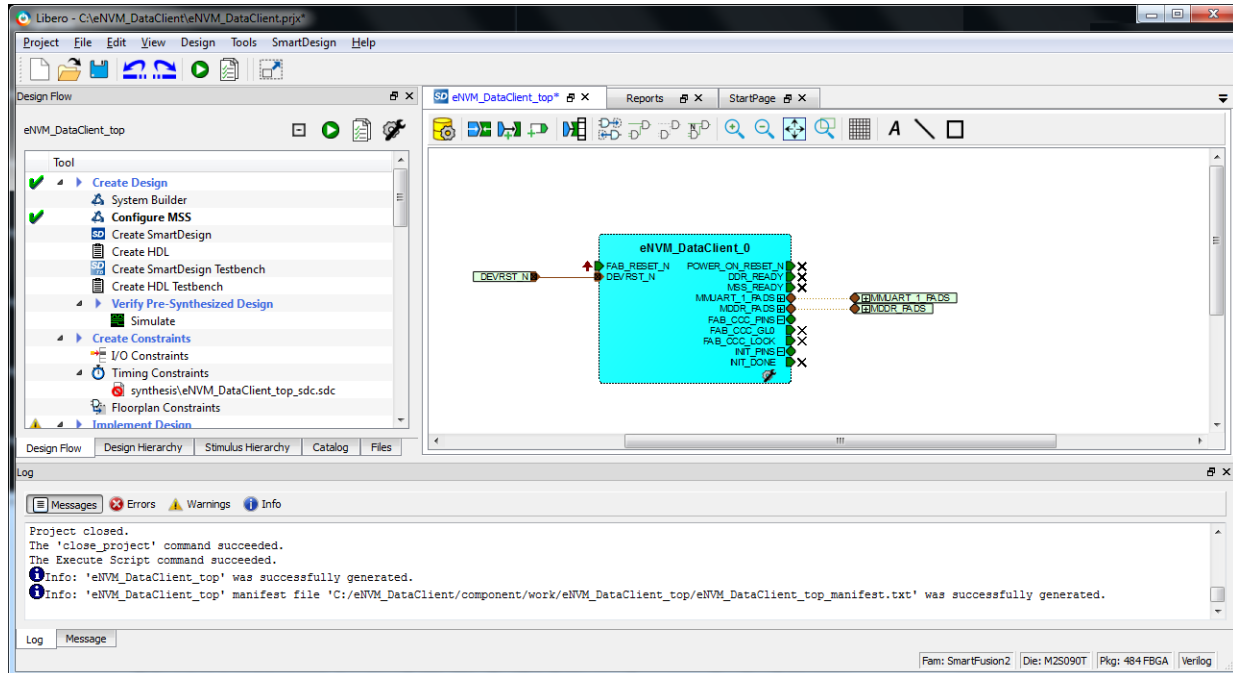 Libero - C:\eNVM_DataClient\eNVM_DataClient.prjx*
Project File Edit View Design Tools SmartDesign Help
Design Flow
eNVM_DataClient_top
Tool
Create Design
System Builder
Configure MSS
Create SmartDesign
Create HDL
Create SmartDesign Testbench
Create HDL Testbench
Verify Pre-Synthesized Design
Simulate
Create Constraints
I/O Constraints
Timing Constraints
synthesis\eNVM_DataClient_top_sdc.sdc
Floorplan Constraints
Implement Design
Design Flow Design Hierarchy Stimulus Hierarchy Catalog Files
SD eNVM_DataClient_top* Reports StartPage
A
eNVM_DataClient_0
DEVRST_N
FAB_RESET_N POWER_ON_RESET_N
DEVRST_N DDR_READY
MSS_READY
MMUART_1_PADS MMUART_1_PADS
MDDR_PADS MDDR_PADS
FAB_CCC_PINS
FAB_CCC_GL0
FAB_CCC_LOCK
INIT_PINS
INIT_DONE
Log
Messages Errors Warnings Info
Project closed.
The 'close_project' command succeeded.
The Execute Script command succeeded.
Info: 'eNVM_DataClient_top' was successfully generated.
Info: 'eNVM_DataClient_top' manifest file 'C:/eNVM_DataClient/component/work/eNVM_DataClient_top/eNVM_DataClient_top_manifest.txt' was successfully generated.
Log Message
Fam: SmartFusion2 Die: M2S090T Pkg: 484 FBGA Verilog